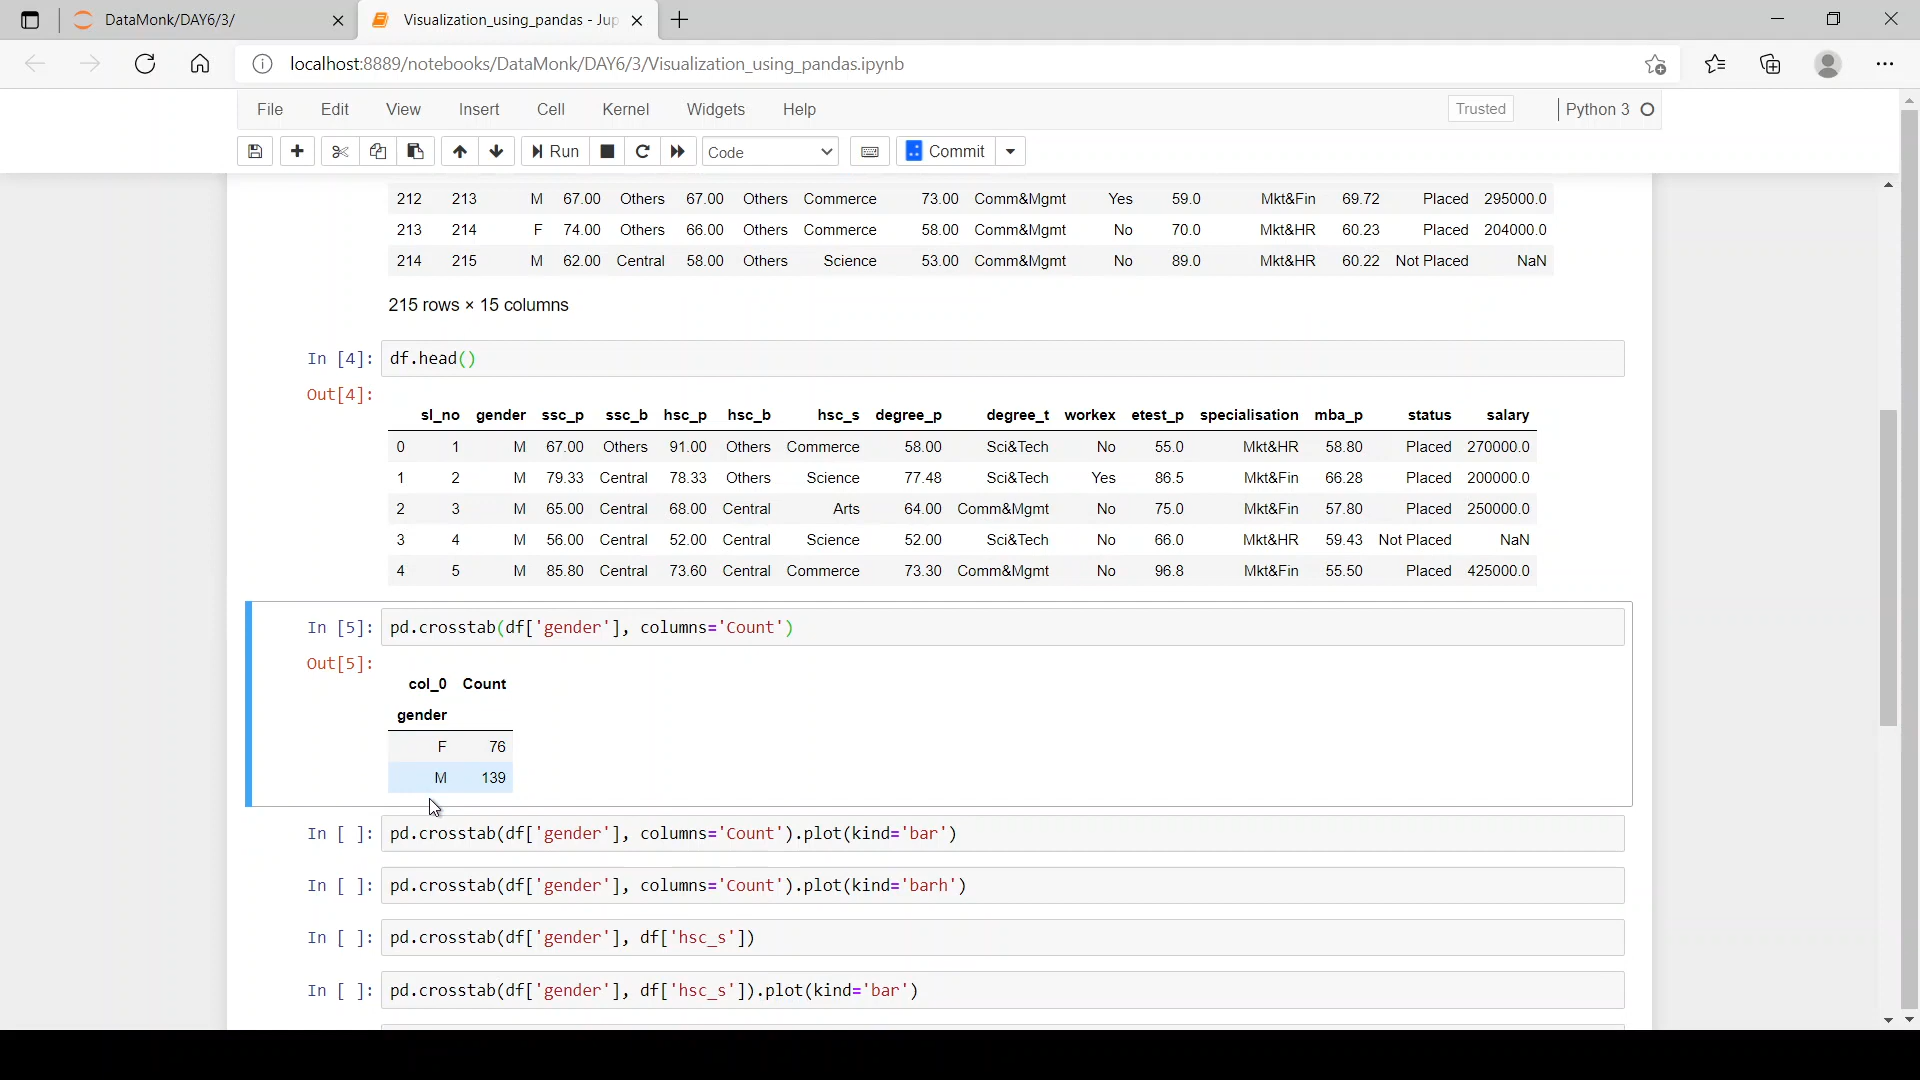 DataMonk/DAY6/3/
Visualization_using_pandas - Jup
localhost:8889/notebooks/DataMonk/DAY6/3/Visualization_using_pandas.ipynb
File Edit View Insert Cell Kernel Widgets Help Trusted Python 3
Run Code Commit
212 213 M 67.00 Others 67.00 Others Commerce 73.00 Comm&Mgmt Yes 59.0 Mkt&Fin 69.72 Placed 295000.0
213 214 F 74.00 Others 66.00 Others Commerce 58.00 Comm&Mgmt No 70.0 Mkt&HR 60.23 Placed 204000.0
214 215 M 62.00 Central 58.00 Others Science 53.00 Comm&Mgmt No 89.0 Mkt&HR 60.22 Not Placed NaN
215 rows × 15 columns
In [4]: df.head()
Out[4]:
sl_no gender ssc_p ssc_b hsc_p hsc_b hsc_s degree_p degree_t workex etest_p specialisation mba_p status salary
0 1 M 67.00 Others 91.00 Others Commerce 58.00 Sci&Tech No 55.0 Mkt&HR 58.80 Placed 270000.0
1 2 M 79.33 Central 78.33 Others Science 77.48 Sci&Tech Yes 86.5 Mkt&Fin 66.28 Placed 200000.0
2 3 M 65.00 Central 68.00 Central Arts 64.00 Comm&Mgmt No 75.0 Mkt&Fin 57.80 Placed 250000.0
3 4 M 56.00 Central 52.00 Central Science 52.00 Sci&Tech No 66.0 Mkt&HR 59.43 Not Placed NaN
4 5 M 85.80 Central 73.60 Central Commerce 73.30 Comm&Mgmt No 96.8 Mkt&Fin 55.50 Placed 425000.0
In [5]: pd.crosstab(df['gender'], columns='Count')
Out[5]:
col_0 Count
gender
F 76
M 139
In [ ]: pd.crosstab(df['gender'], columns='Count').plot(kind='bar')
In [ ]: pd.crosstab(df['gender'], columns='Count').plot(kind='barh')
In [ ]: pd.crosstab(df['gender'], df['hsc_s'])
In [ ]: pd.crosstab(df['gender'], df['hsc_s']).plot(kind='bar')